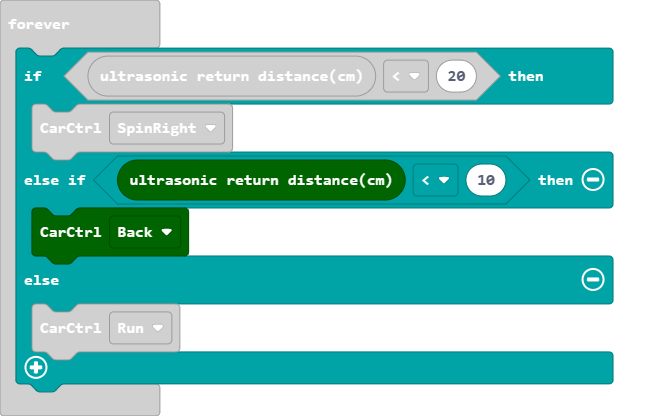 forever
if ultrasonic return distance(cm) < 20 then
CarCtrl SpinRight
else if ultrasonic return distance(cm) < 10 then
CarCtrl Back
else
CarCtrl Run